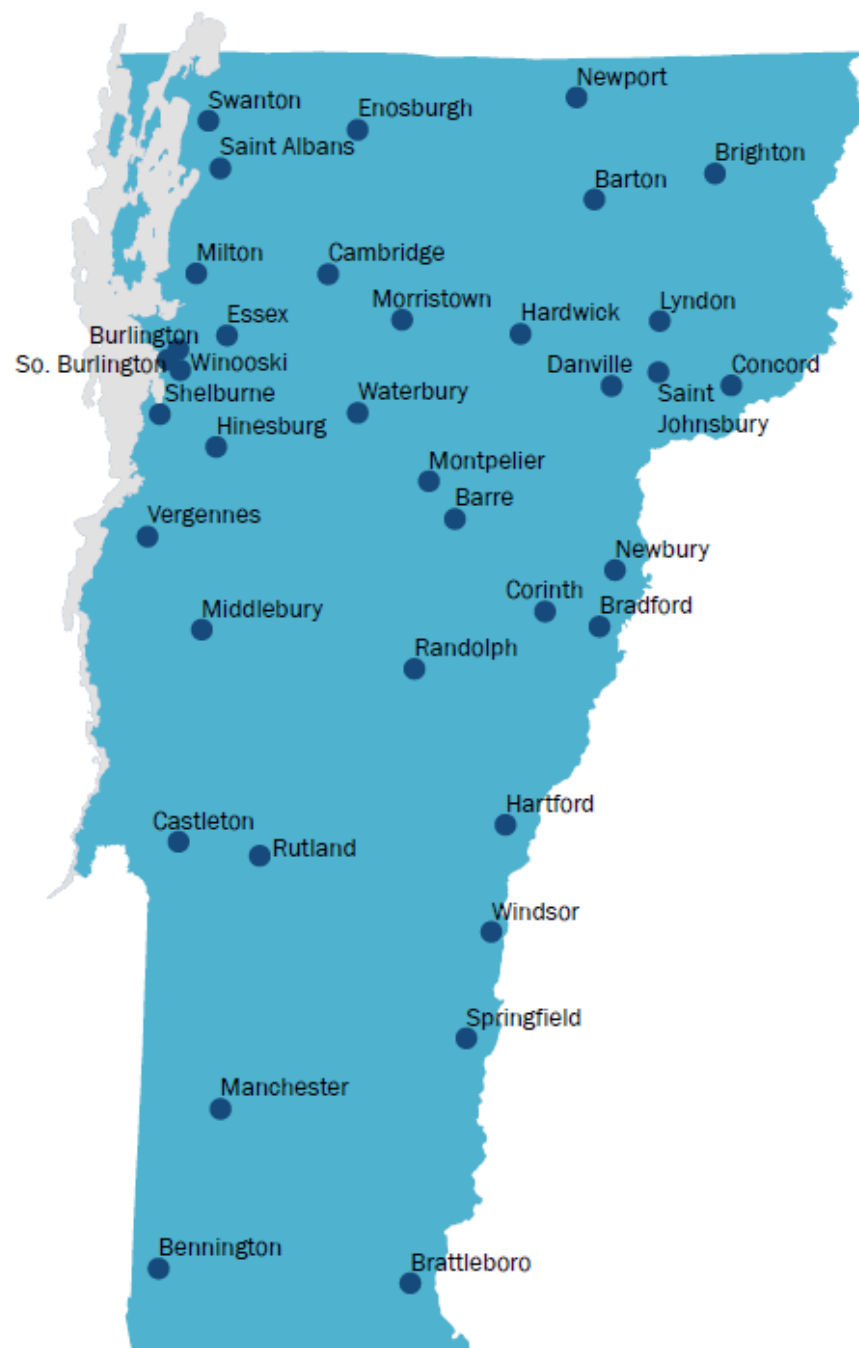 Newport
Swanton
Enosburgh
Saint Albans
Brighton
Barton
Milton
Cambridge
Morristown
Lyndon
Essex
Hardwick
Burlington
So. Burlington
Winooski
Danville
Saint
Johnsbury
Concord
Shelburne
Waterbury
Hinesburg
Montpelier
Barre
Vergennes
Newbury
Corinth
Bradford
Middlebury
Randolph
Hartford
Castleton
Rutland
Windsor
Springfield
Manchester
Bennington
Brattleboro